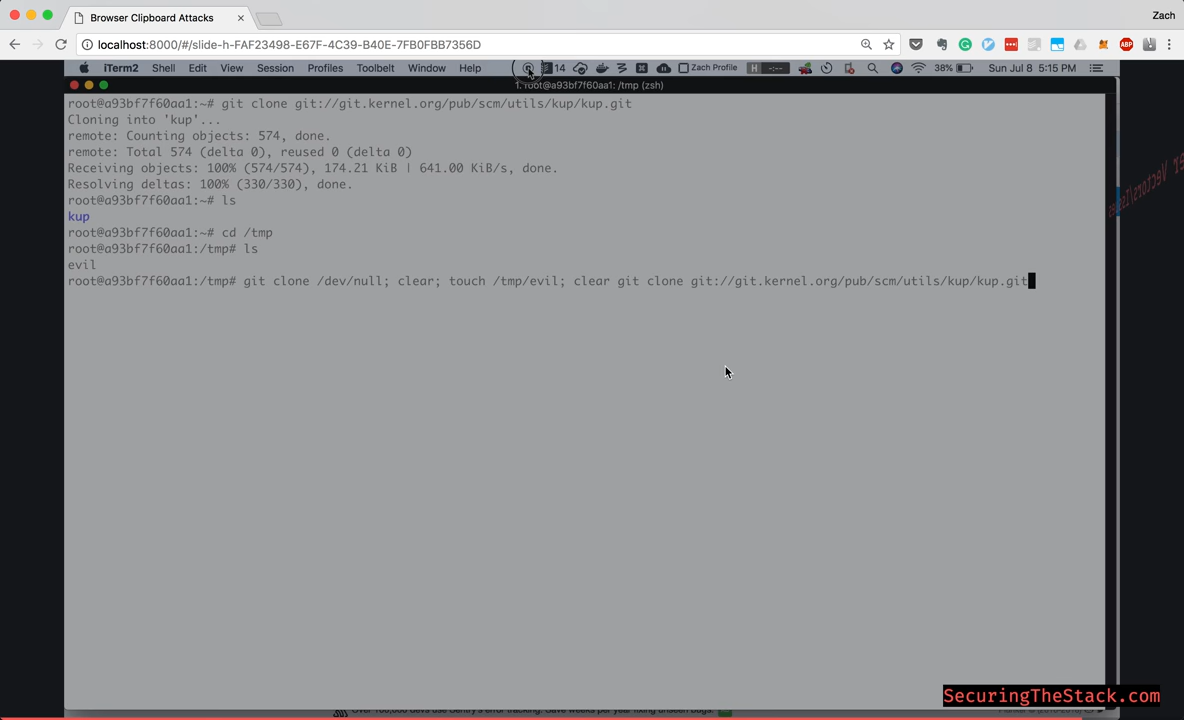 Browser Clipboard Attacks
Zach
localhost:8000/#/slide-h-FAF23498-E67F-4C39-B40E-7FB0FBB7356D
ABP
iTerm2 Shell Edit View Session Profiles Toolbelt Window Help 14 Zach Profile H --:-- 38% Sun Jul 8 5:15 PM
1. root@a93bf7f60aa1: /tmp (zsh)
root@a93bf7f60aa1:~# git clone git://git.kernel.org/pub/scm/utils/kup/kup.git
Cloning into 'kup'...
remote: Counting objects: 574, done.
remote: Total 574 (delta 0), reused 0 (delta 0)
Receiving objects: 100% (574/574), 174.21 KiB | 641.00 KiB/s, done.
Resolving deltas: 100% (330/330), done.
root@a93bf7f60aa1:~# ls
kup
root@a93bf7f60aa1:~# cd /tmp
root@a93bf7f60aa1:/tmp# ls
evil
root@a93bf7f60aa1:/tmp# git clone /dev/null; clear; touch /tmp/evil; clear git clone git://git.kernel.org/pub/scm/utils/kup/kup.git
SecuringTheStack.com